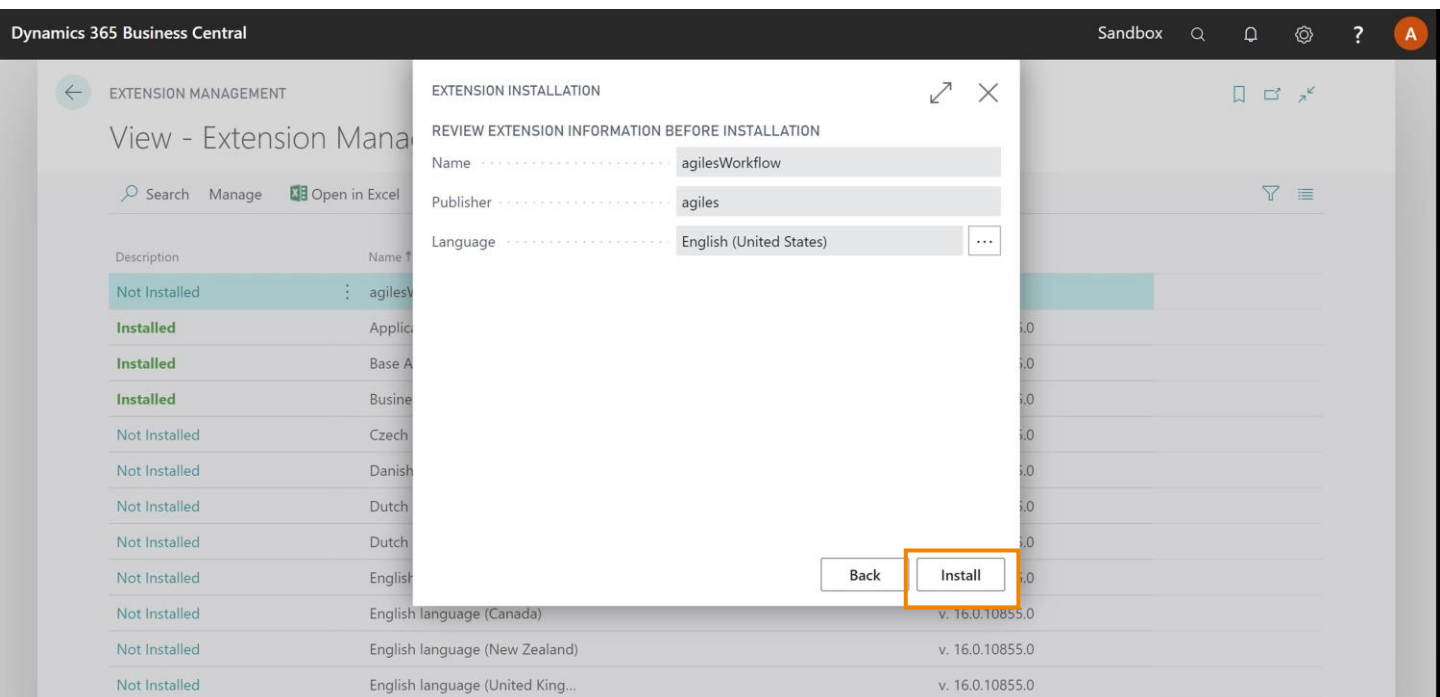 Dynamics 365 Business Central
Sandbox
?
A
EXTENSION MANAGEMENT
View - Extension Mana
Search Manage Open in Excel
Description Name ↑
Not Installed agilesW
Installed Applica
Installed Base A
Installed Busine
Not Installed Czech
Not Installed Danish
Not Installed Dutch
Not Installed Dutch
Not Installed English
Not Installed English language (Canada) v. 16.0.10855.0
Not Installed English language (New Zealand) v. 16.0.10855.0
Not Installed English language (United King... v. 16.0.10855.0
EXTENSION INSTALLATION
REVIEW EXTENSION INFORMATION BEFORE INSTALLATION
Name agilesWorkflow
Publisher agiles
Language English (United States) ...
Back Install